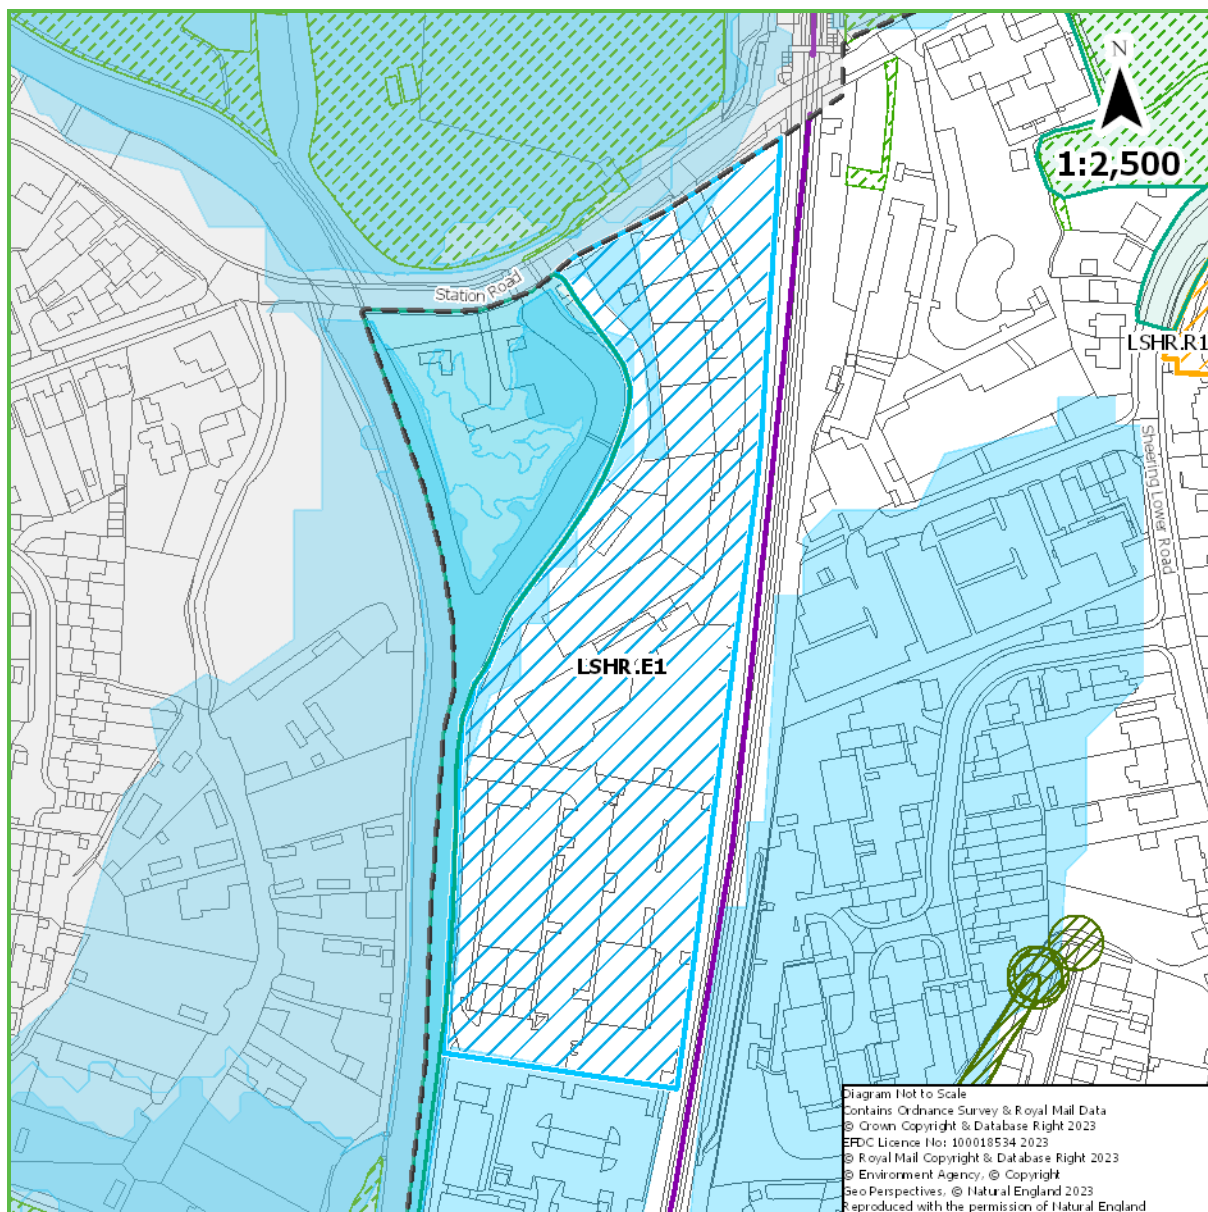 N
1:2,500
Station Road
LSHR.R1
Sheering Lower Road
LSHR.E1
Diagram Not to Scale
Contains Ordnance Survey & Royal Mail Data
© Crown Copyright & Database Right 2023
EFDC Licence No: 100018534 2023
© Royal Mail Copyright & Database Right 2023
© Environment Agency, © Copyright
Geo Perspectives, © Natural England 2023
Reproduced with the permission of Natural England